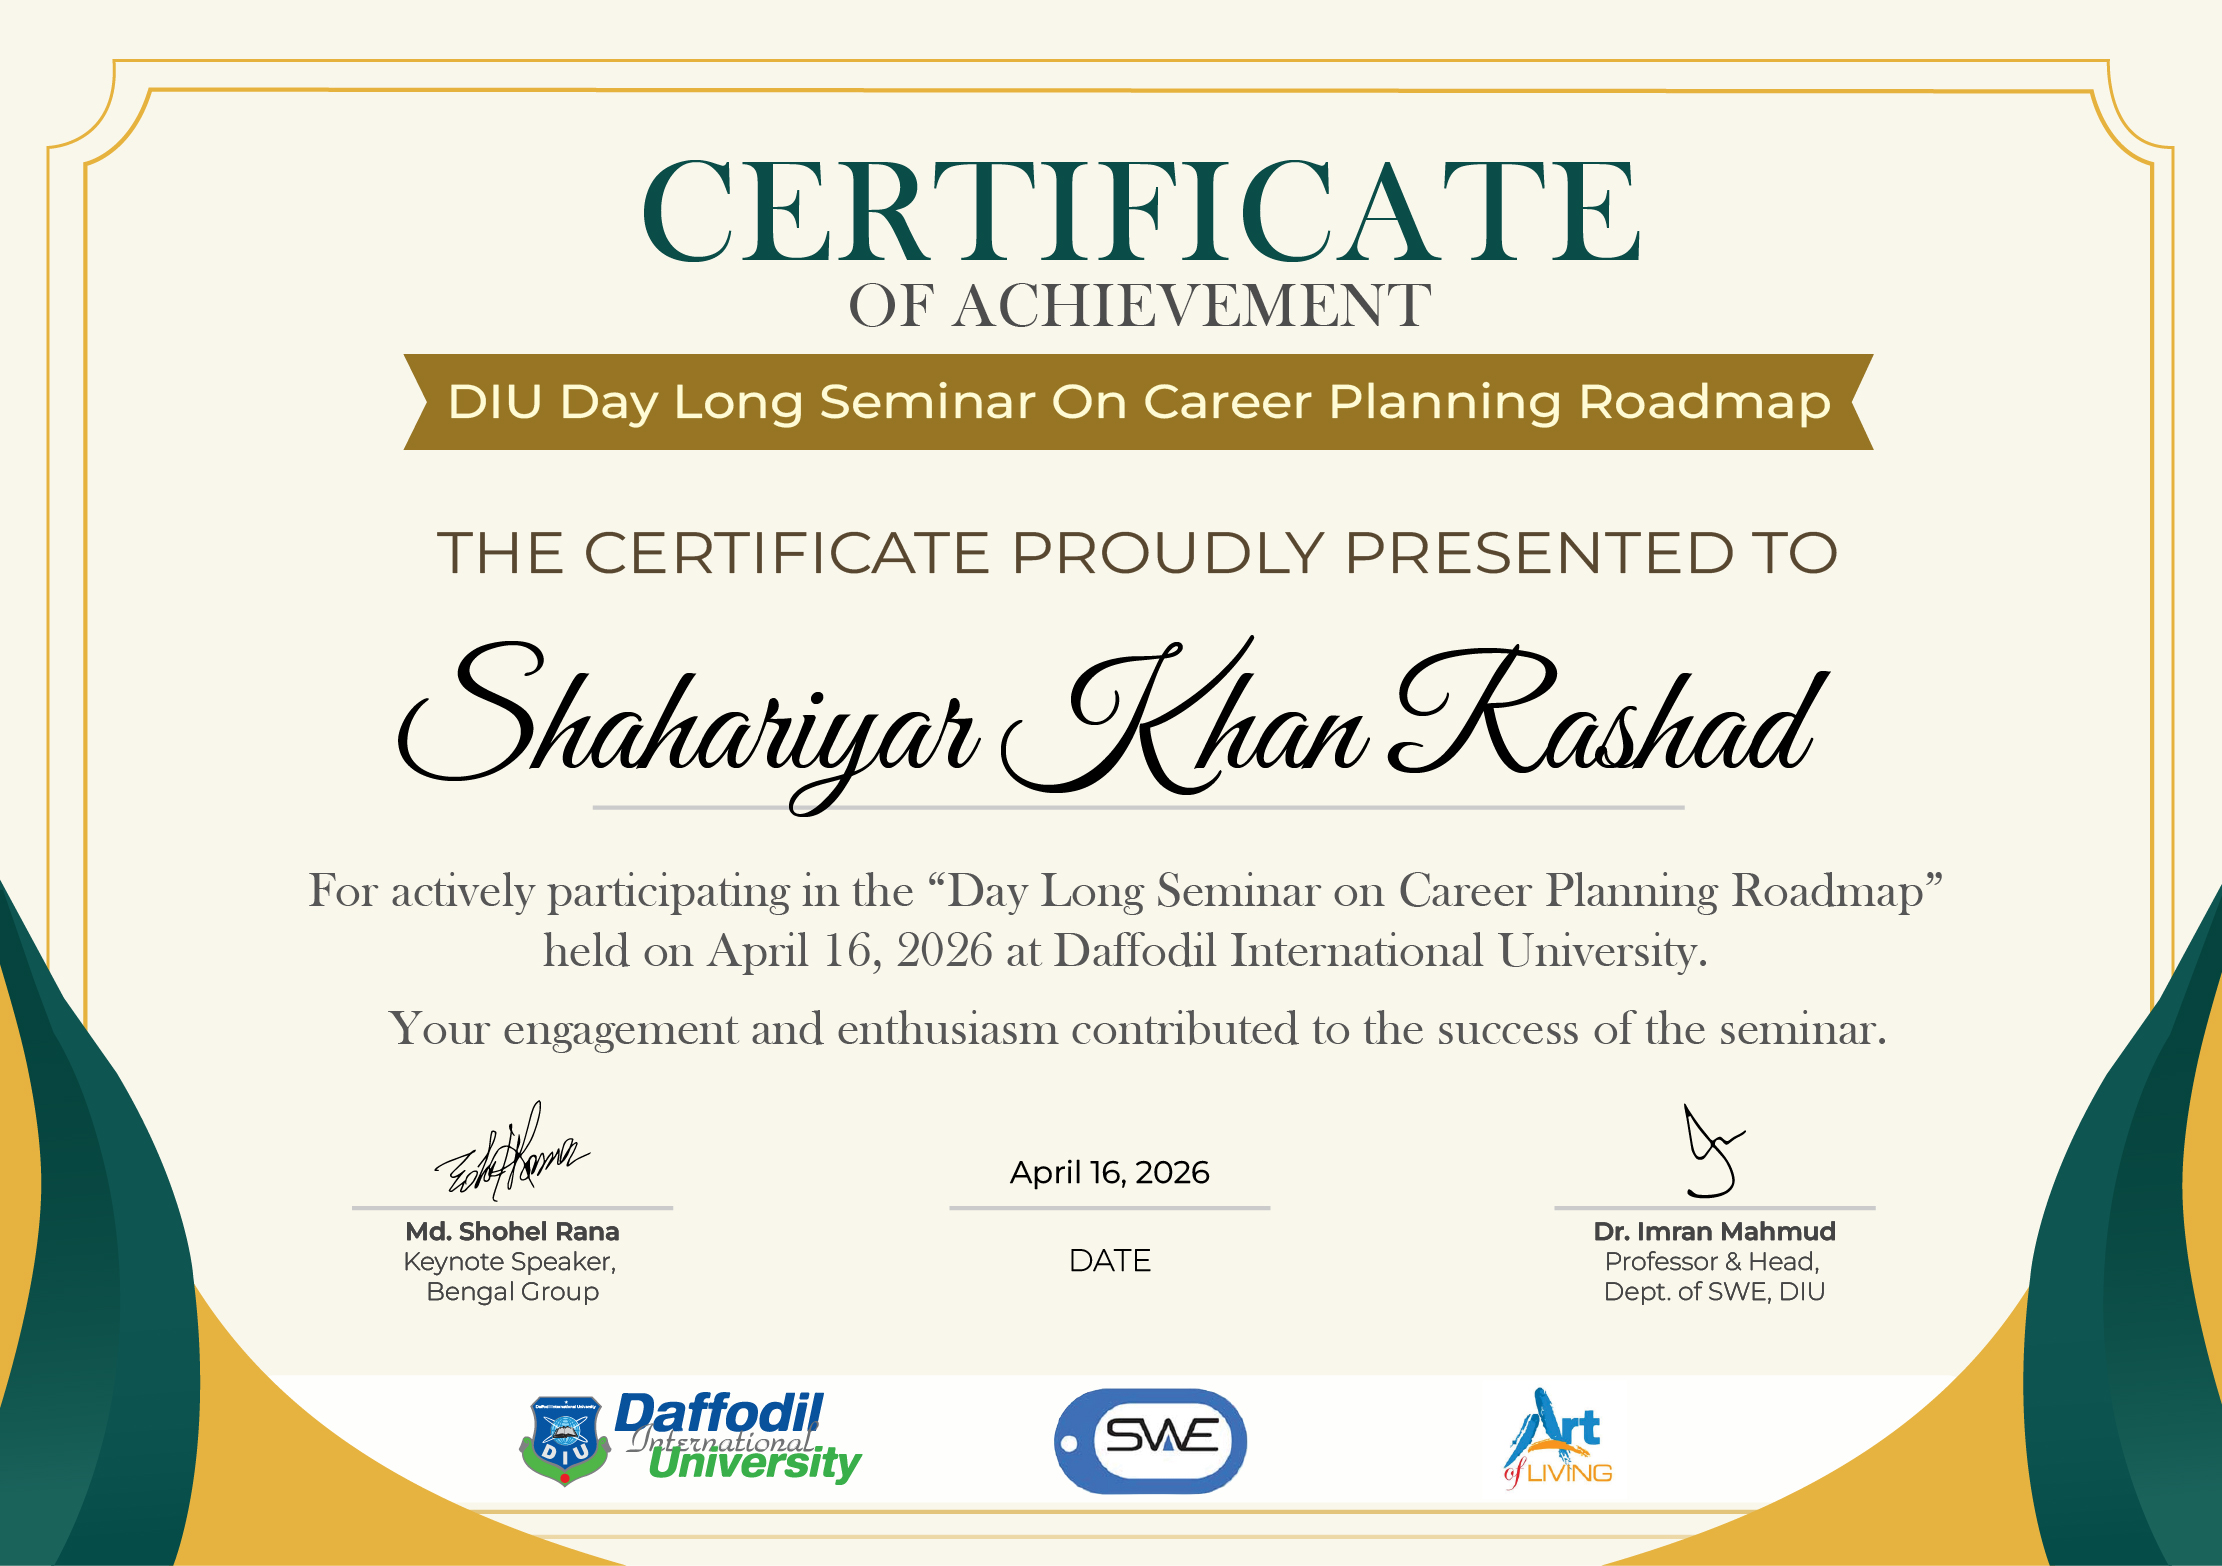 CERTIFICATE
OF ACHIEVEMENT
DIU Day Long Seminar On Career Planning Roadmap
THE CERTIFICATE PROUDLY PRESENTED TO
Shahariyar Khan Rashad
For actively participating in the “Day Long Seminar on Career Planning Roadmap”
held on April 16, 2026 at Daffodil International University.
Your engagement and enthusiasm contributed to the success of the seminar.
Md. Shohel Rana
Keynote Speaker,
Bengal Group
April 16, 2026
DATE
Dr. Imran Mahmud
Professor & Head,
Dept. of SWE, DIU
Daffodil International University
DIU
Daffodil
International
University
SWE
Art
of LIVING